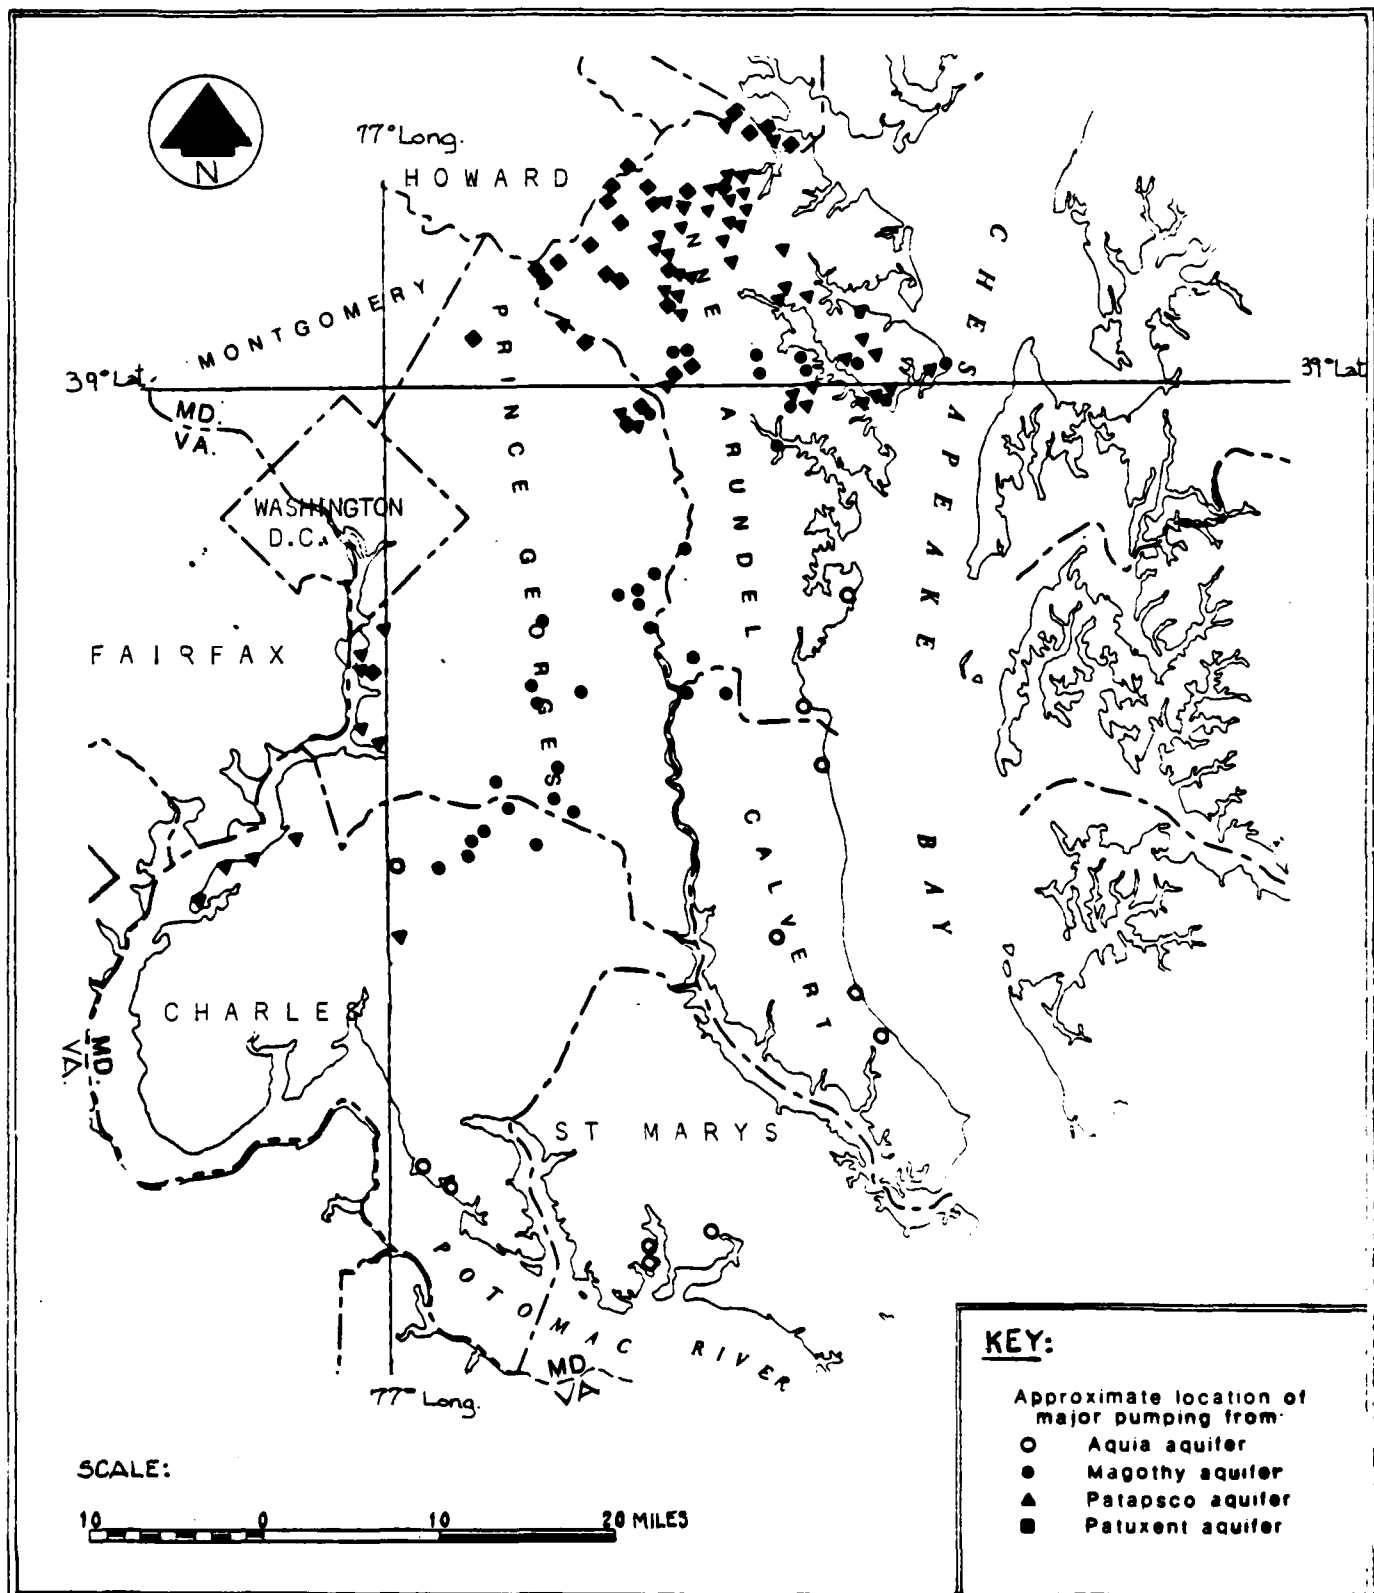 N
77° Long.
HOWARD
MONTGOMERY
PRINCE GEORGES
ANNE
ARUNDEL
CHESAPEAKE
BAY
39° Lat.
39° Lat
MD.
VA.
WASHINGTON
D.C.
FAIRFAX
CALVERT
CHARLES
MD.
VA.
ST MARYS
POTOMAC RIVER
MD
VA
77° Long.
SCALE:
10 0 10 20 MILES
KEY:
Approximate location of
major pumping from:
Aquia aquifer
Magothy aquifer
Patapsco aquifer
Patuxent aquifer